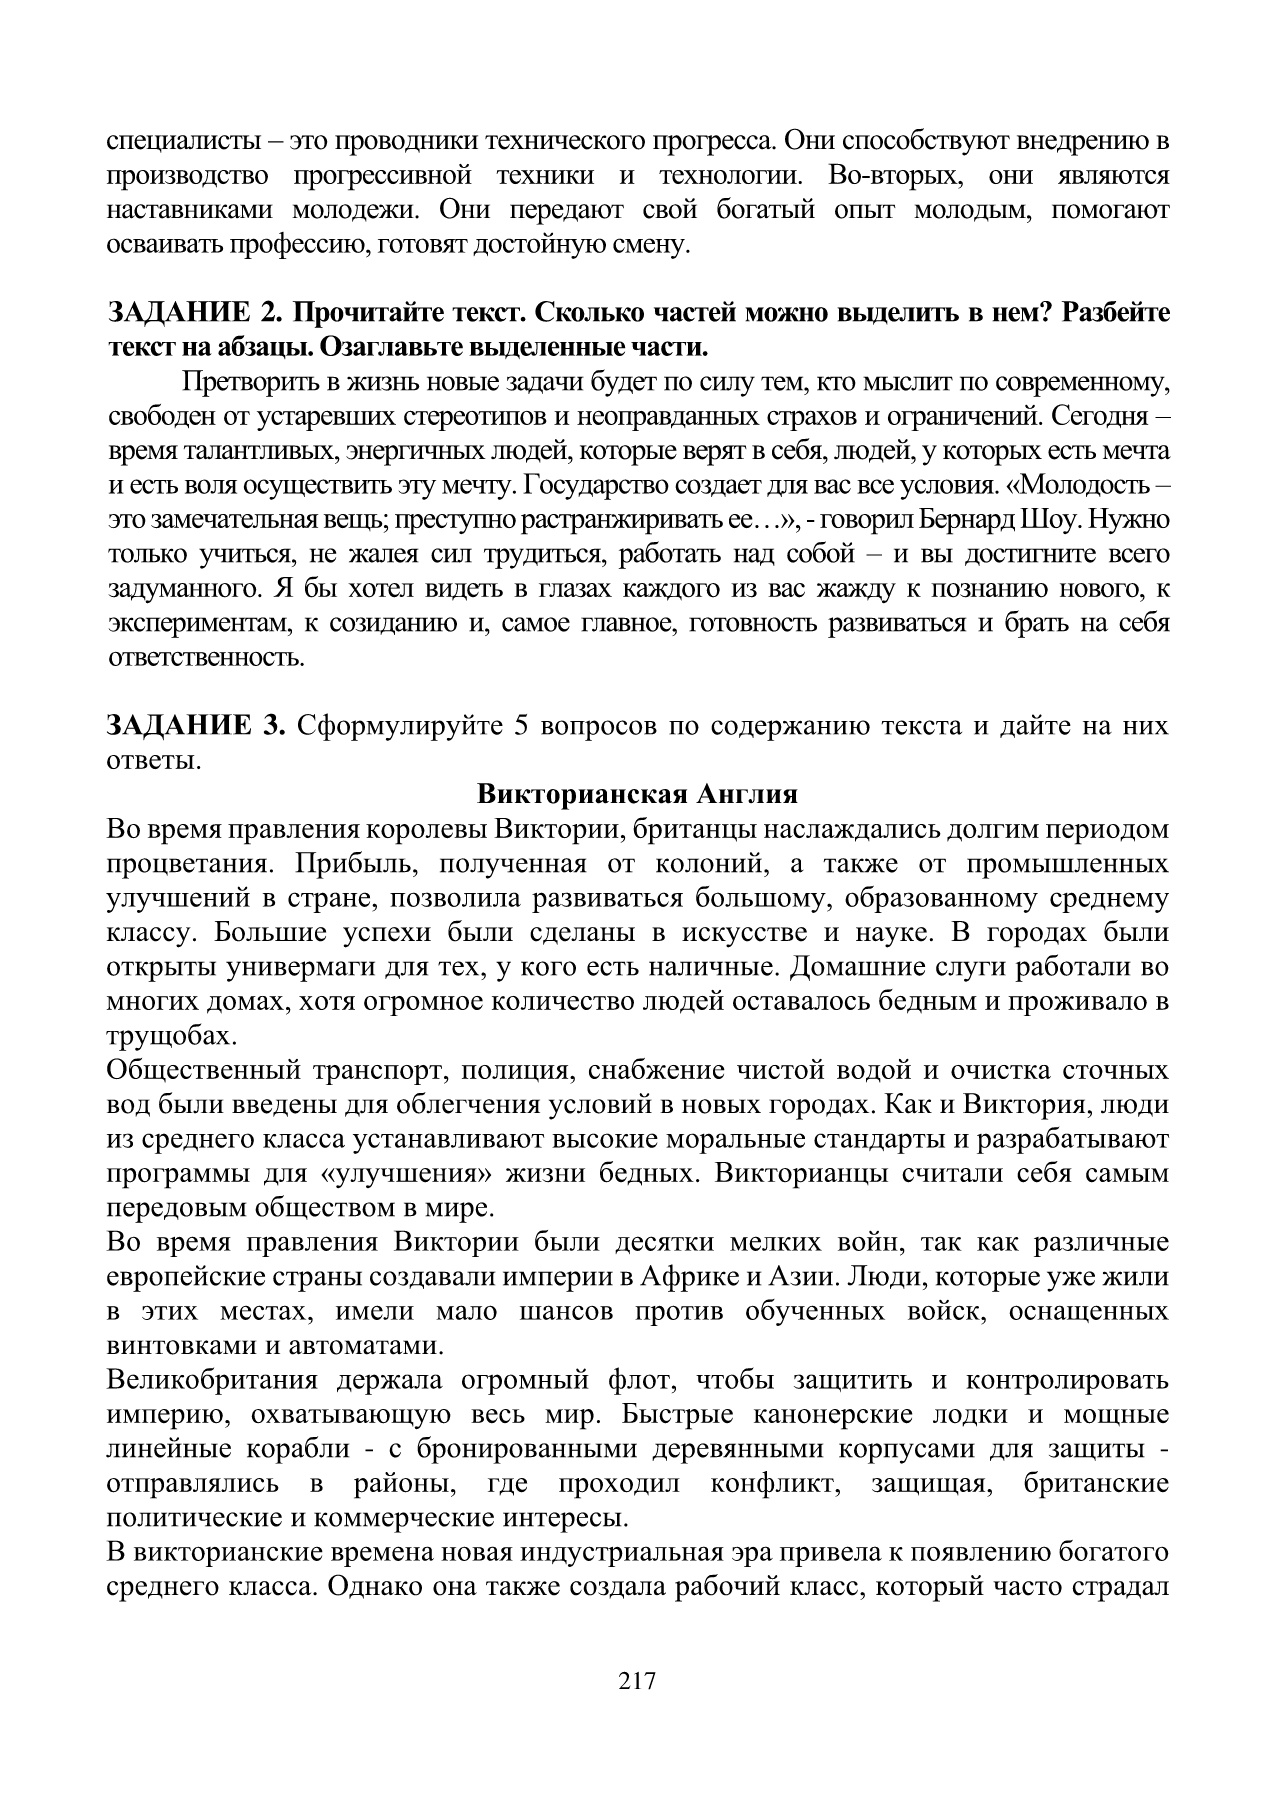 специалисты – это проводники технического прогресса. Они способствуют внедрению в
производство прогрессивной техники и технологии. Во-вторых, они являются
наставниками молодежи. Они передают свой богатый опыт молодым, помогают
осваивать профессию, готовят достойную смену.
ЗАДАНИЕ 2. Прочитайте текст. Сколько частей можно выделить в нем? Разбейте
текст на абзацы. Озаглавьте выделенные части.
Претворить в жизнь новые задачи будет по силу тем, кто мыслит по современному,
свободен от устаревших стереотипов и неоправданных страхов и ограничений. Сегодня –
время талантливых, энергичных людей, которые верят в себя, людей, у которых есть мечта
и есть воля осуществить эту мечту. Государство создает для вас все условия. «Молодость –
это замечательная вещь; преступно растранжиривать ее…», - говорил Бернард Шоу. Нужно
только учиться, не жалея сил трудиться, работать над собой – и вы достигните всего
задуманного. Я бы хотел видеть в глазах каждого из вас жажду к познанию нового, к
экспериментам, к созиданию и, самое главное, готовность развиваться и брать на себя
ответственность.
ЗАДАНИЕ 3. Сформулируйте 5 вопросов по содержанию текста и дайте на них
ответы.
Викторианская Англия
Во время правления королевы Виктории, британцы наслаждались долгим периодом
процветания. Прибыль, полученная от колоний, а также от промышленных
улучшений в стране, позволила развиваться большому, образованному среднему
классу. Большие успехи были сделаны в искусстве и науке. В городах были
открыты универмаги для тех, у кого есть наличные. Домашние слуги работали во
многих домах, хотя огромное количество людей оставалось бедным и проживало в
трущобах.
Общественный транспорт, полиция, снабжение чистой водой и очистка сточных
вод были введены для облегчения условий в новых городах. Как и Виктория, люди
из среднего класса устанавливают высокие моральные стандарты и разрабатывают
программы для «улучшения» жизни бедных. Викторианцы считали себя самым
передовым обществом в мире.
Во время правления Виктории были десятки мелких войн, так как различные
европейские страны создавали империи в Африке и Азии. Люди, которые уже жили
в этих местах, имели мало шансов против обученных войск, оснащенных
винтовками и автоматами.
Великобритания держала огромный флот, чтобы защитить и контролировать
империю, охватывающую весь мир. Быстрые канонерские лодки и мощные
линейные корабли - с бронированными деревянными корпусами для защиты -
отправлялись в районы, где проходил конфликт, защищая, британские
политические и коммерческие интересы.
В викторианские времена новая индустриальная эра привела к появлению богатого
среднего класса. Однако она также создала рабочий класс, который часто страдал
217